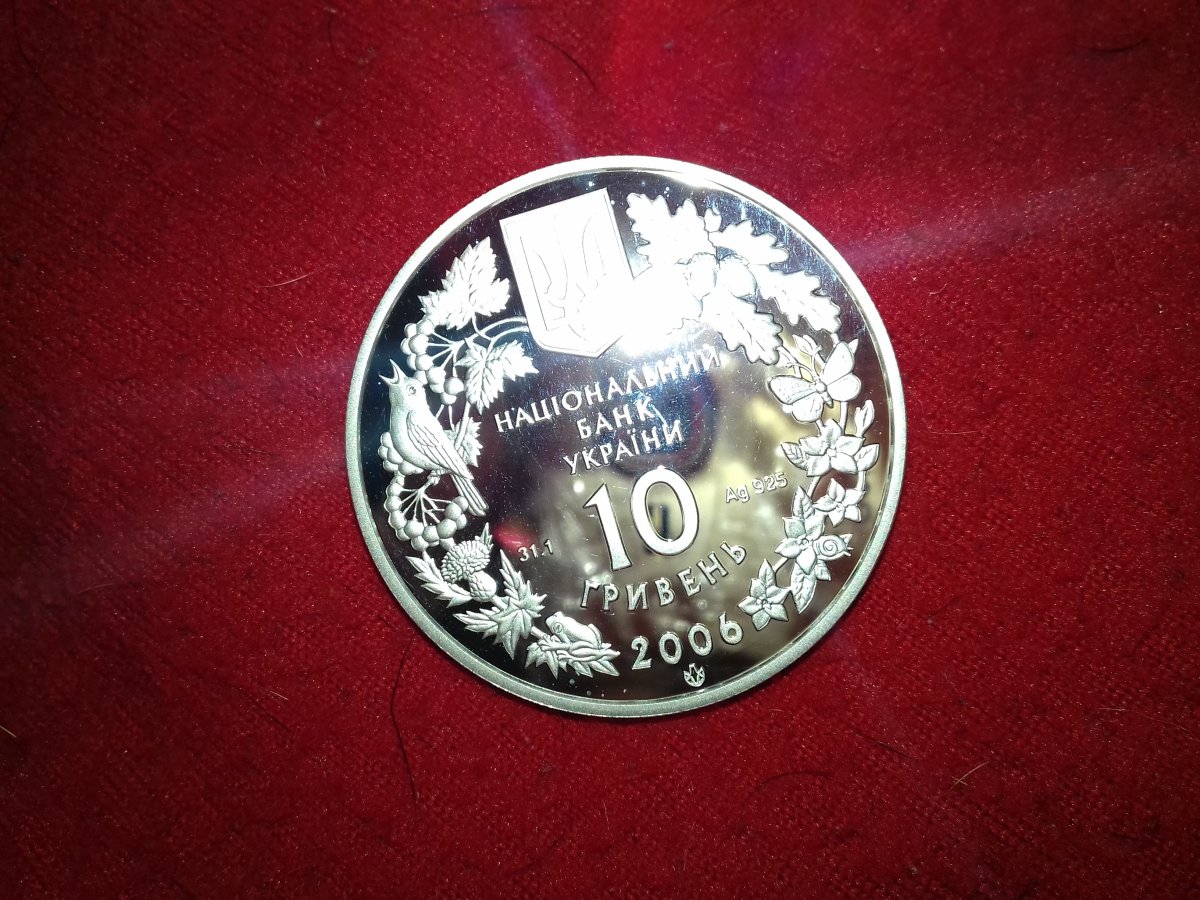 НАЦІОНАЛЬНИЙ
БАНК
УКРАЇНИ
10
Ag 925
31.1
ГРИВЕНЬ
2006